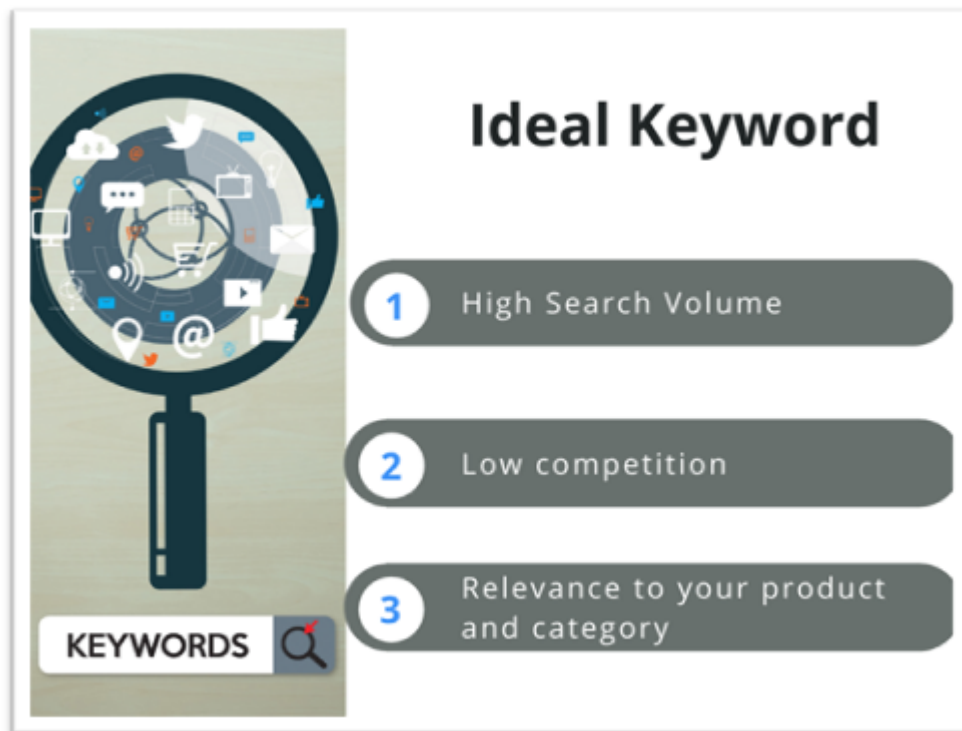 Ideal Keyword
1 High Search Volume
2 Low competition
3 Relevance to your product
and category
KEYWORDS